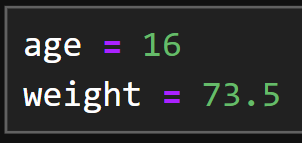 age = 16
weight = 73.5